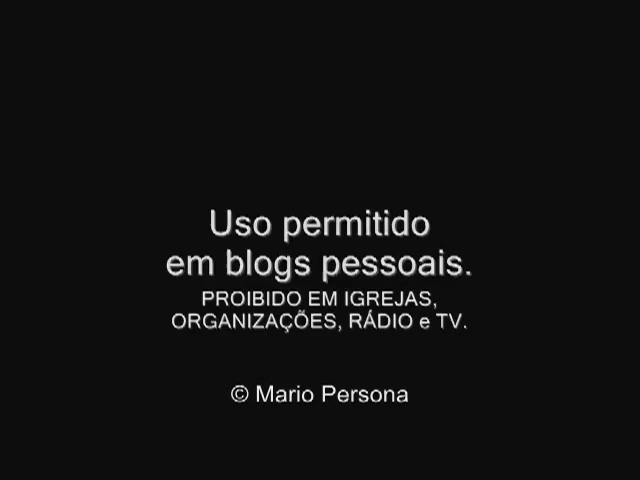 Uso permitido
em blogs pessoais.
PROIBIDO EM IGREJAS,
ORGANIZAÇÕES, RÁDIO e TV.
© Mario Persona